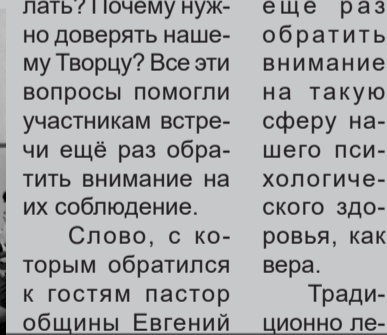 лать? Почему нуж-
но доверять наше-
му Творцу? Все эти
вопросы помогли
участникам встре-
чи ещё раз обра-
тить внимание на
их соблюдение.
Слово, с ко-
торым обратился
к гостям пастор
общины Евгений
еще раз
обратить
внимание
на такую
сферу на-
шего пси-
хологиче-
ского здо-
ровья, как
вера.
Тради-
ционно ле-